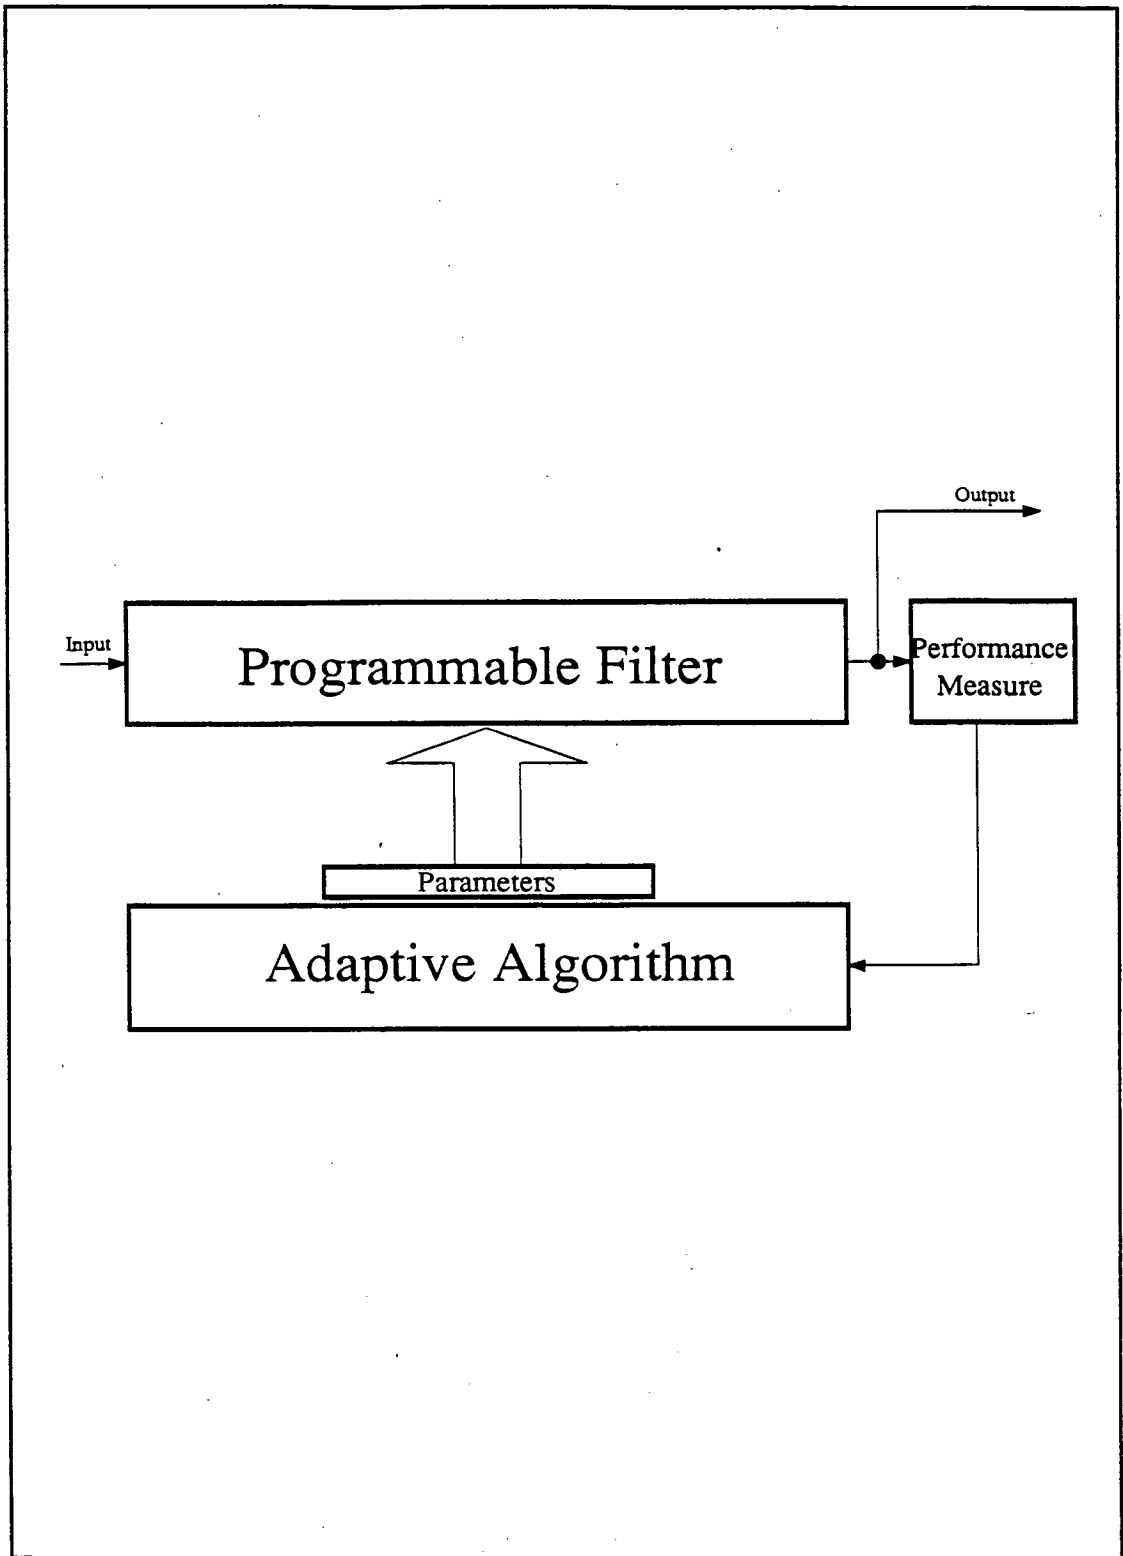 Output
Input
Programmable Filter
Performance
Measure
Parameters
Adaptive Algorithm